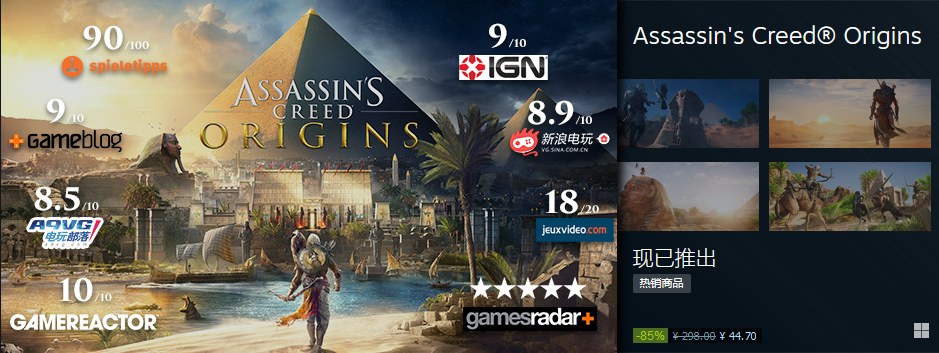 90/100
spieletipps
9/10
Gameblog
8.5/10
A9VG
电玩部落
10/10
GAMEREACTOR
ASSASSIN'S
CREED
ORIGINS
9/10
IGN
8.9/10
新浪电玩
VG.SINA.COM.CN
18/20
jeuxvideo.com
gamesradar+
Assassin's Creed® Origins
现已推出
热销商品
-85% ¥ 298.00 ¥ 44.70